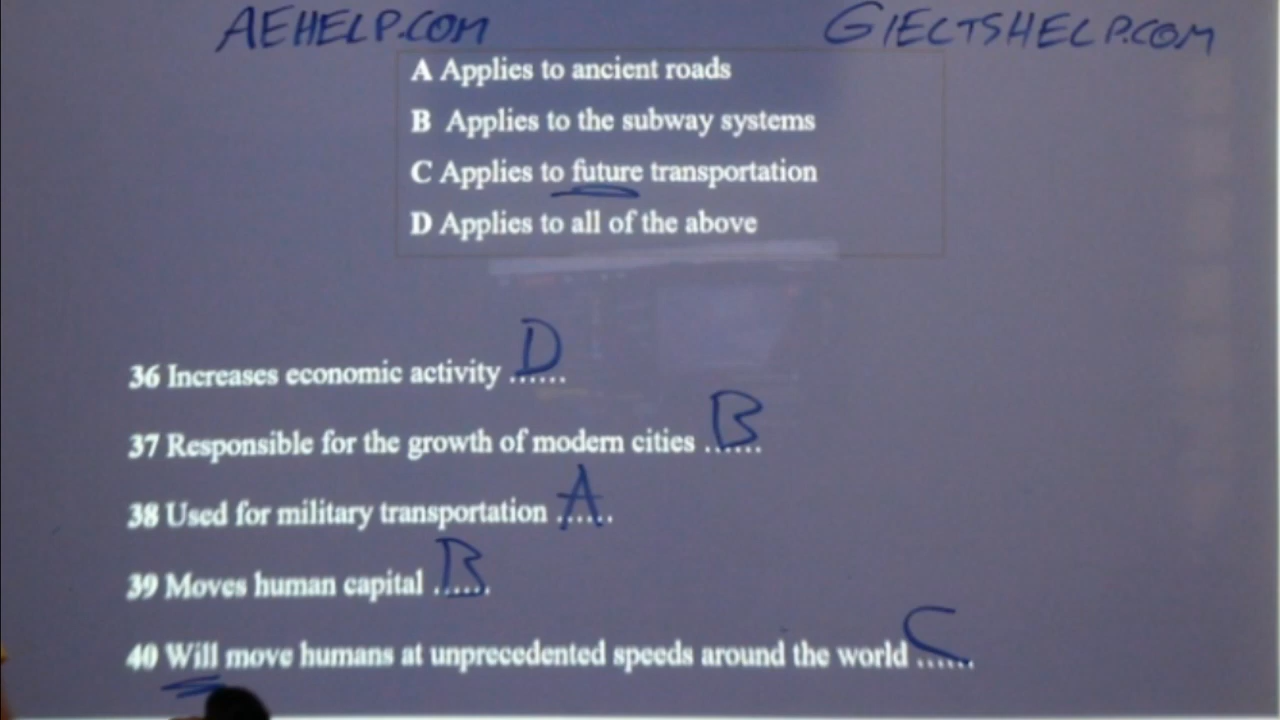 AEHELP.COM GIELTSHELP.COM
A Applies to ancient roads
B Applies to the subway systems
C Applies to future transportation
D Applies to all of the above
36 Increases economic activity ...... D
37 Responsible for the growth of modern cities ...... B
38 Used for military transportation ...... A
39 Moves human capital ...... B
40 Will move humans at unprecedented speeds around the world ...... C